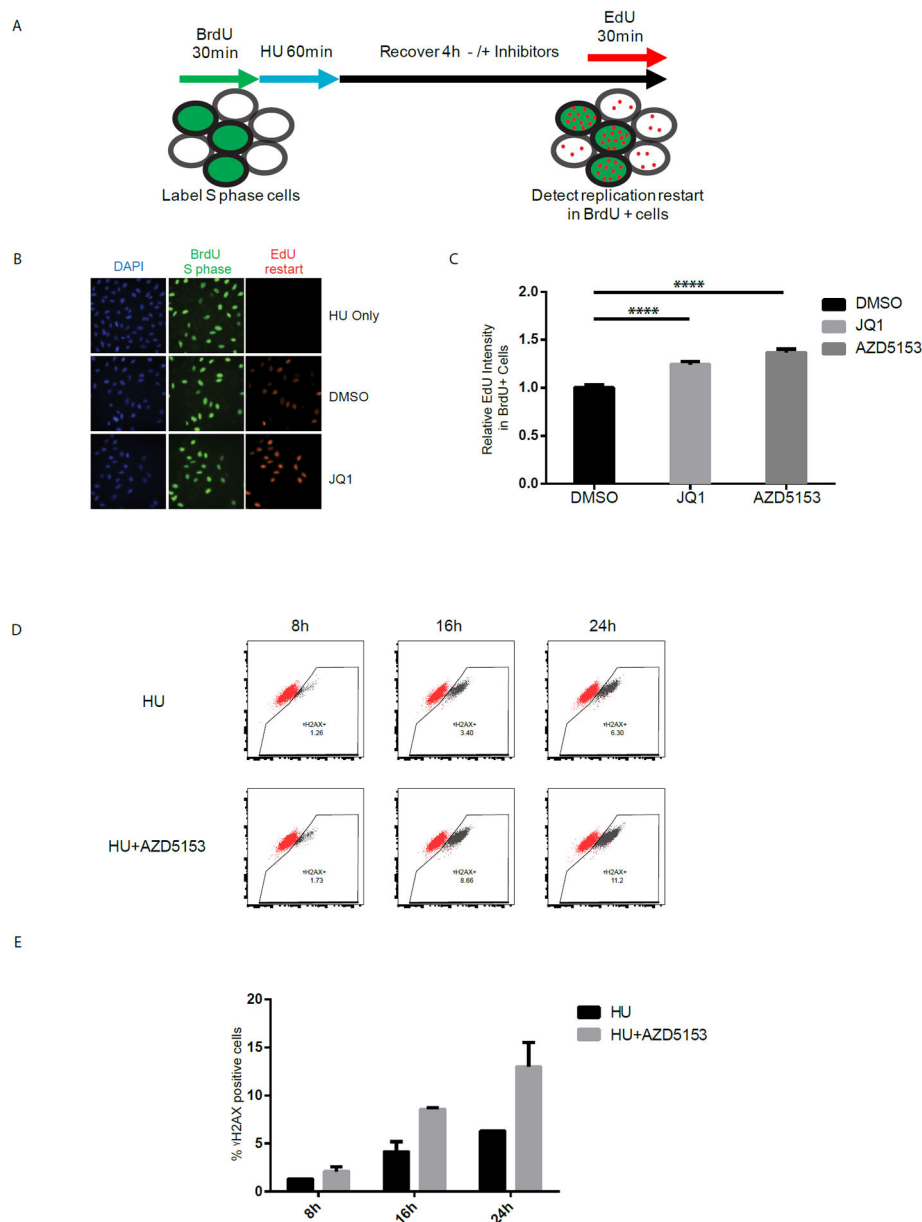 A
BrdU
30min
HU 60min
Recover 4h - /+ Inhibitors
EdU
30 min
Label S phase cells
Detect replication restart
in BrdU + cells
B
DAPI
BrdU
S phase
EdU
restart
HU Only
DMSO
JQ1
C
Relative EdU Intensity
in BrdU+ Cells
2.0
1.5
1.0
0.5
0.0
****
****
DMSO
JQ1
AZD5153
DMSO
JQ1
AZD5153
D
8h
16h
24h
HU
γH2AX+
1.26
γH2AX+
3.40
γH2AX+
6.30
HU+AZD5153
γH2AX+
1.73
γH2AX+
8.66
γH2AX+
11.2
E
% γH2AX positive cells
20
15
10
5
0
8h
16h
24h
HU
HU+AZD5153